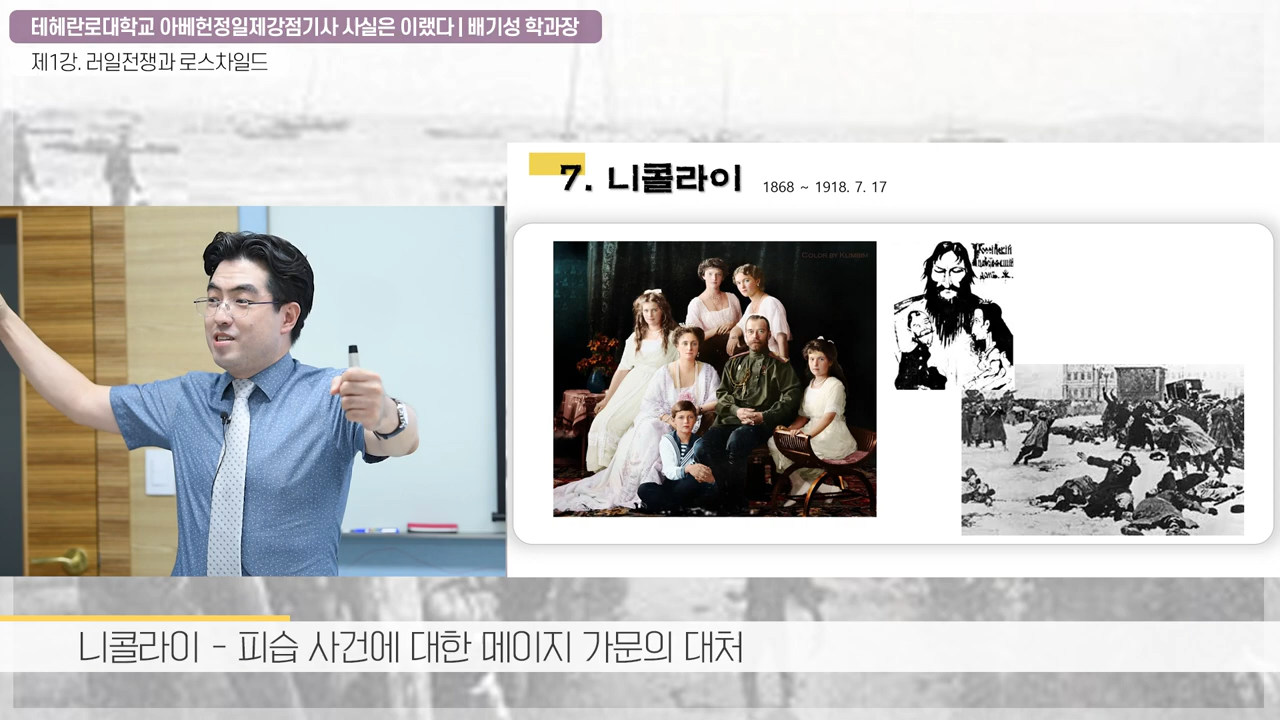 테헤란로대학교 아베헌정일제강점기사 사실은 이랬다 | 배기성 학과장
제1강. 러일전쟁과 로스차일드
7. 니콜라이 1868 ~ 1918. 7. 17
COLOR BY KLIMBIM
니콜라이 - 피습 사건에 대한 메이지 가문의 대처